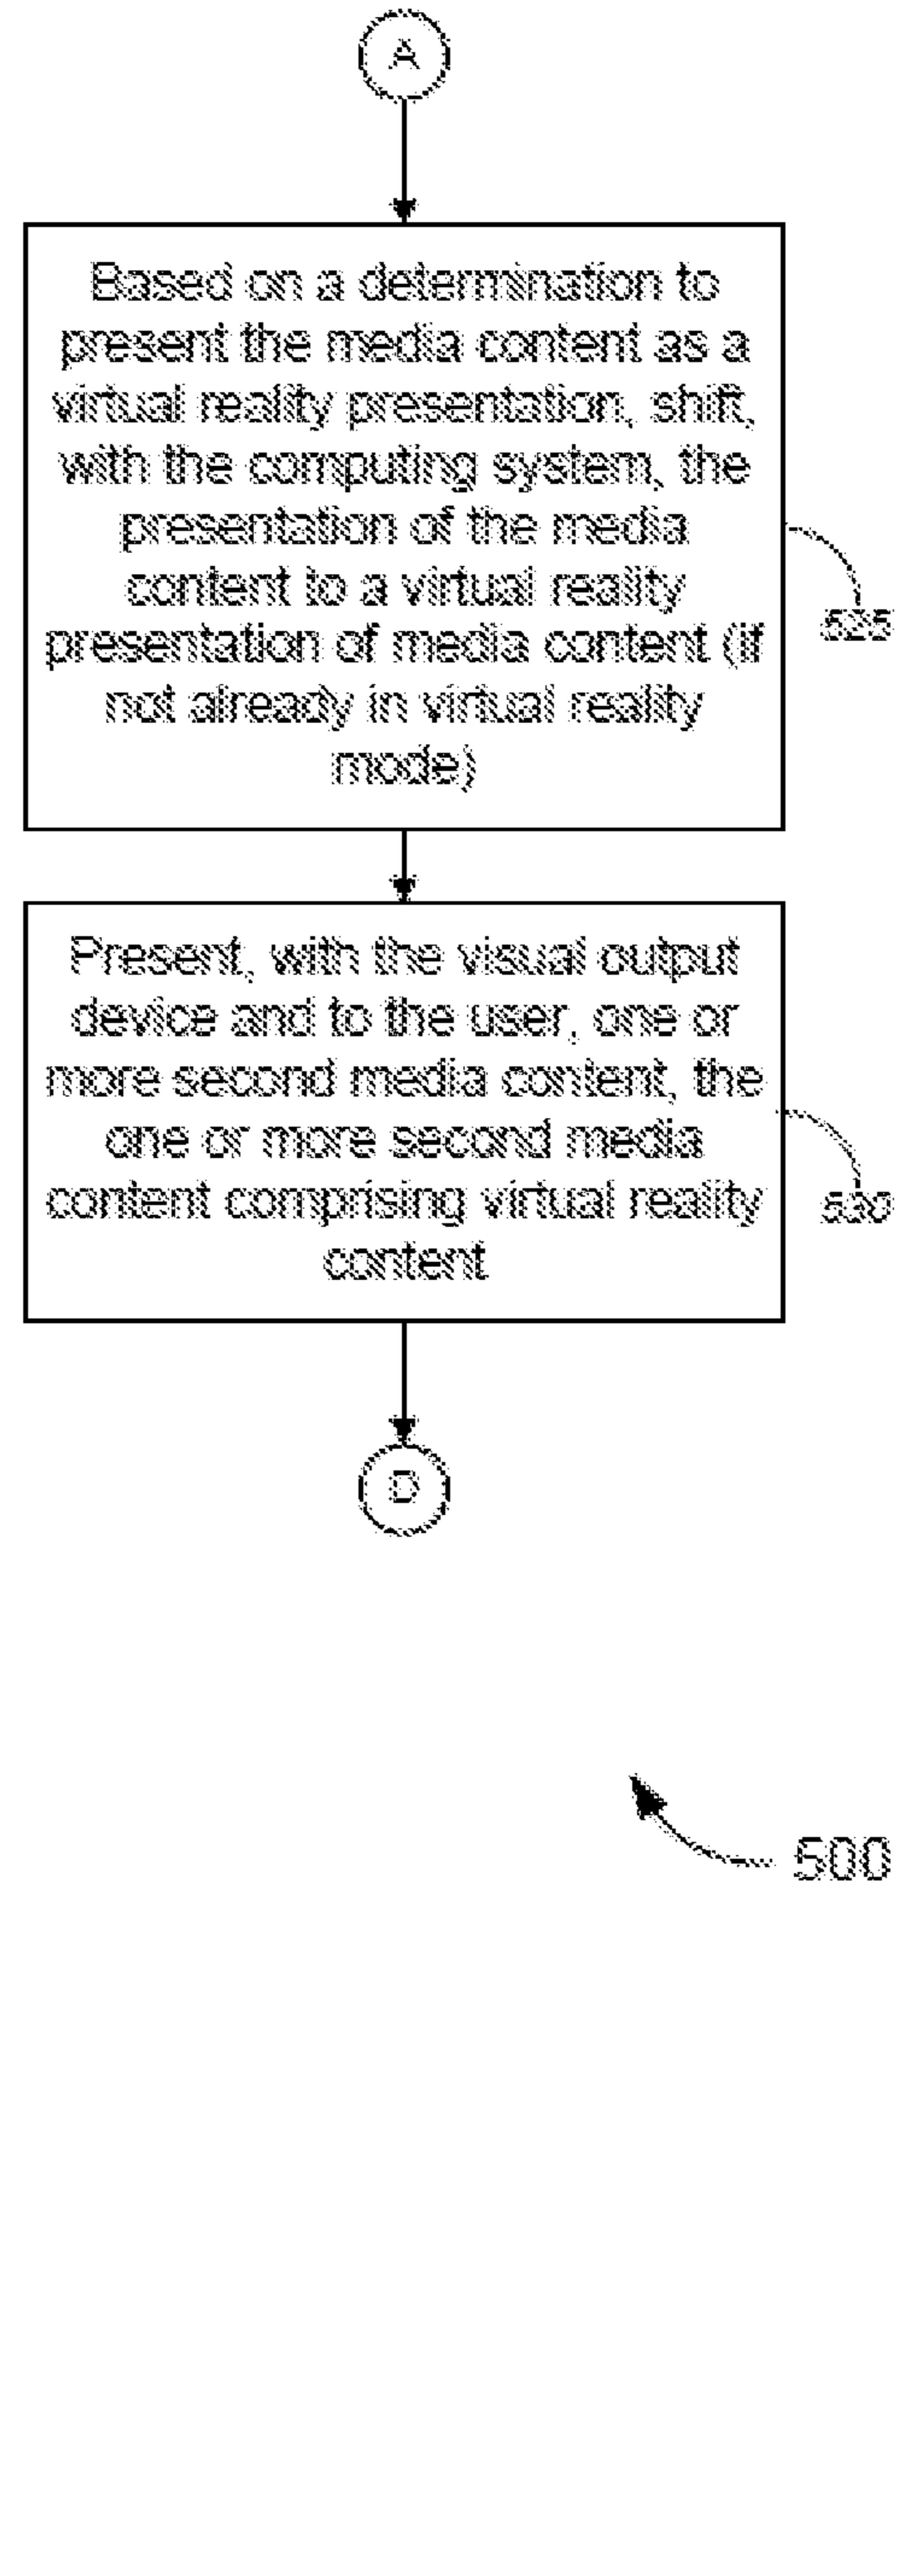 A
Based on a determination to
present the media content as a
virtual reality presentation, shift,
with the computing system, the
presentation of the media
content to a virtual reality
presentation of media content (if
not already in virtual reality
mode)
525
Present, with the visual output
device and to the user, one or
more second media content, the
one or more second media
content comprising virtual reality
content
530
D
500